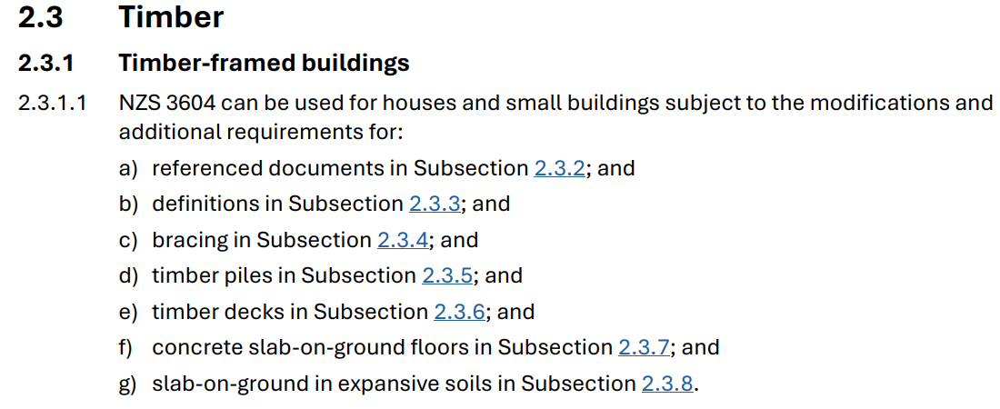 2.3 Timber
2.3.1 Timber-framed buildings
2.3.1.1 NZS 3604 can be used for houses and small buildings subject to the modifications and
additional requirements for:
a) referenced documents in Subsection 2.3.2; and
b) definitions in Subsection 2.3.3; and
c) bracing in Subsection 2.3.4; and
d) timber piles in Subsection 2.3.5; and
e) timber decks in Subsection 2.3.6; and
f) concrete slab-on-ground floors in Subsection 2.3.7; and
g) slab-on-ground in expansive soils in Subsection 2.3.8.